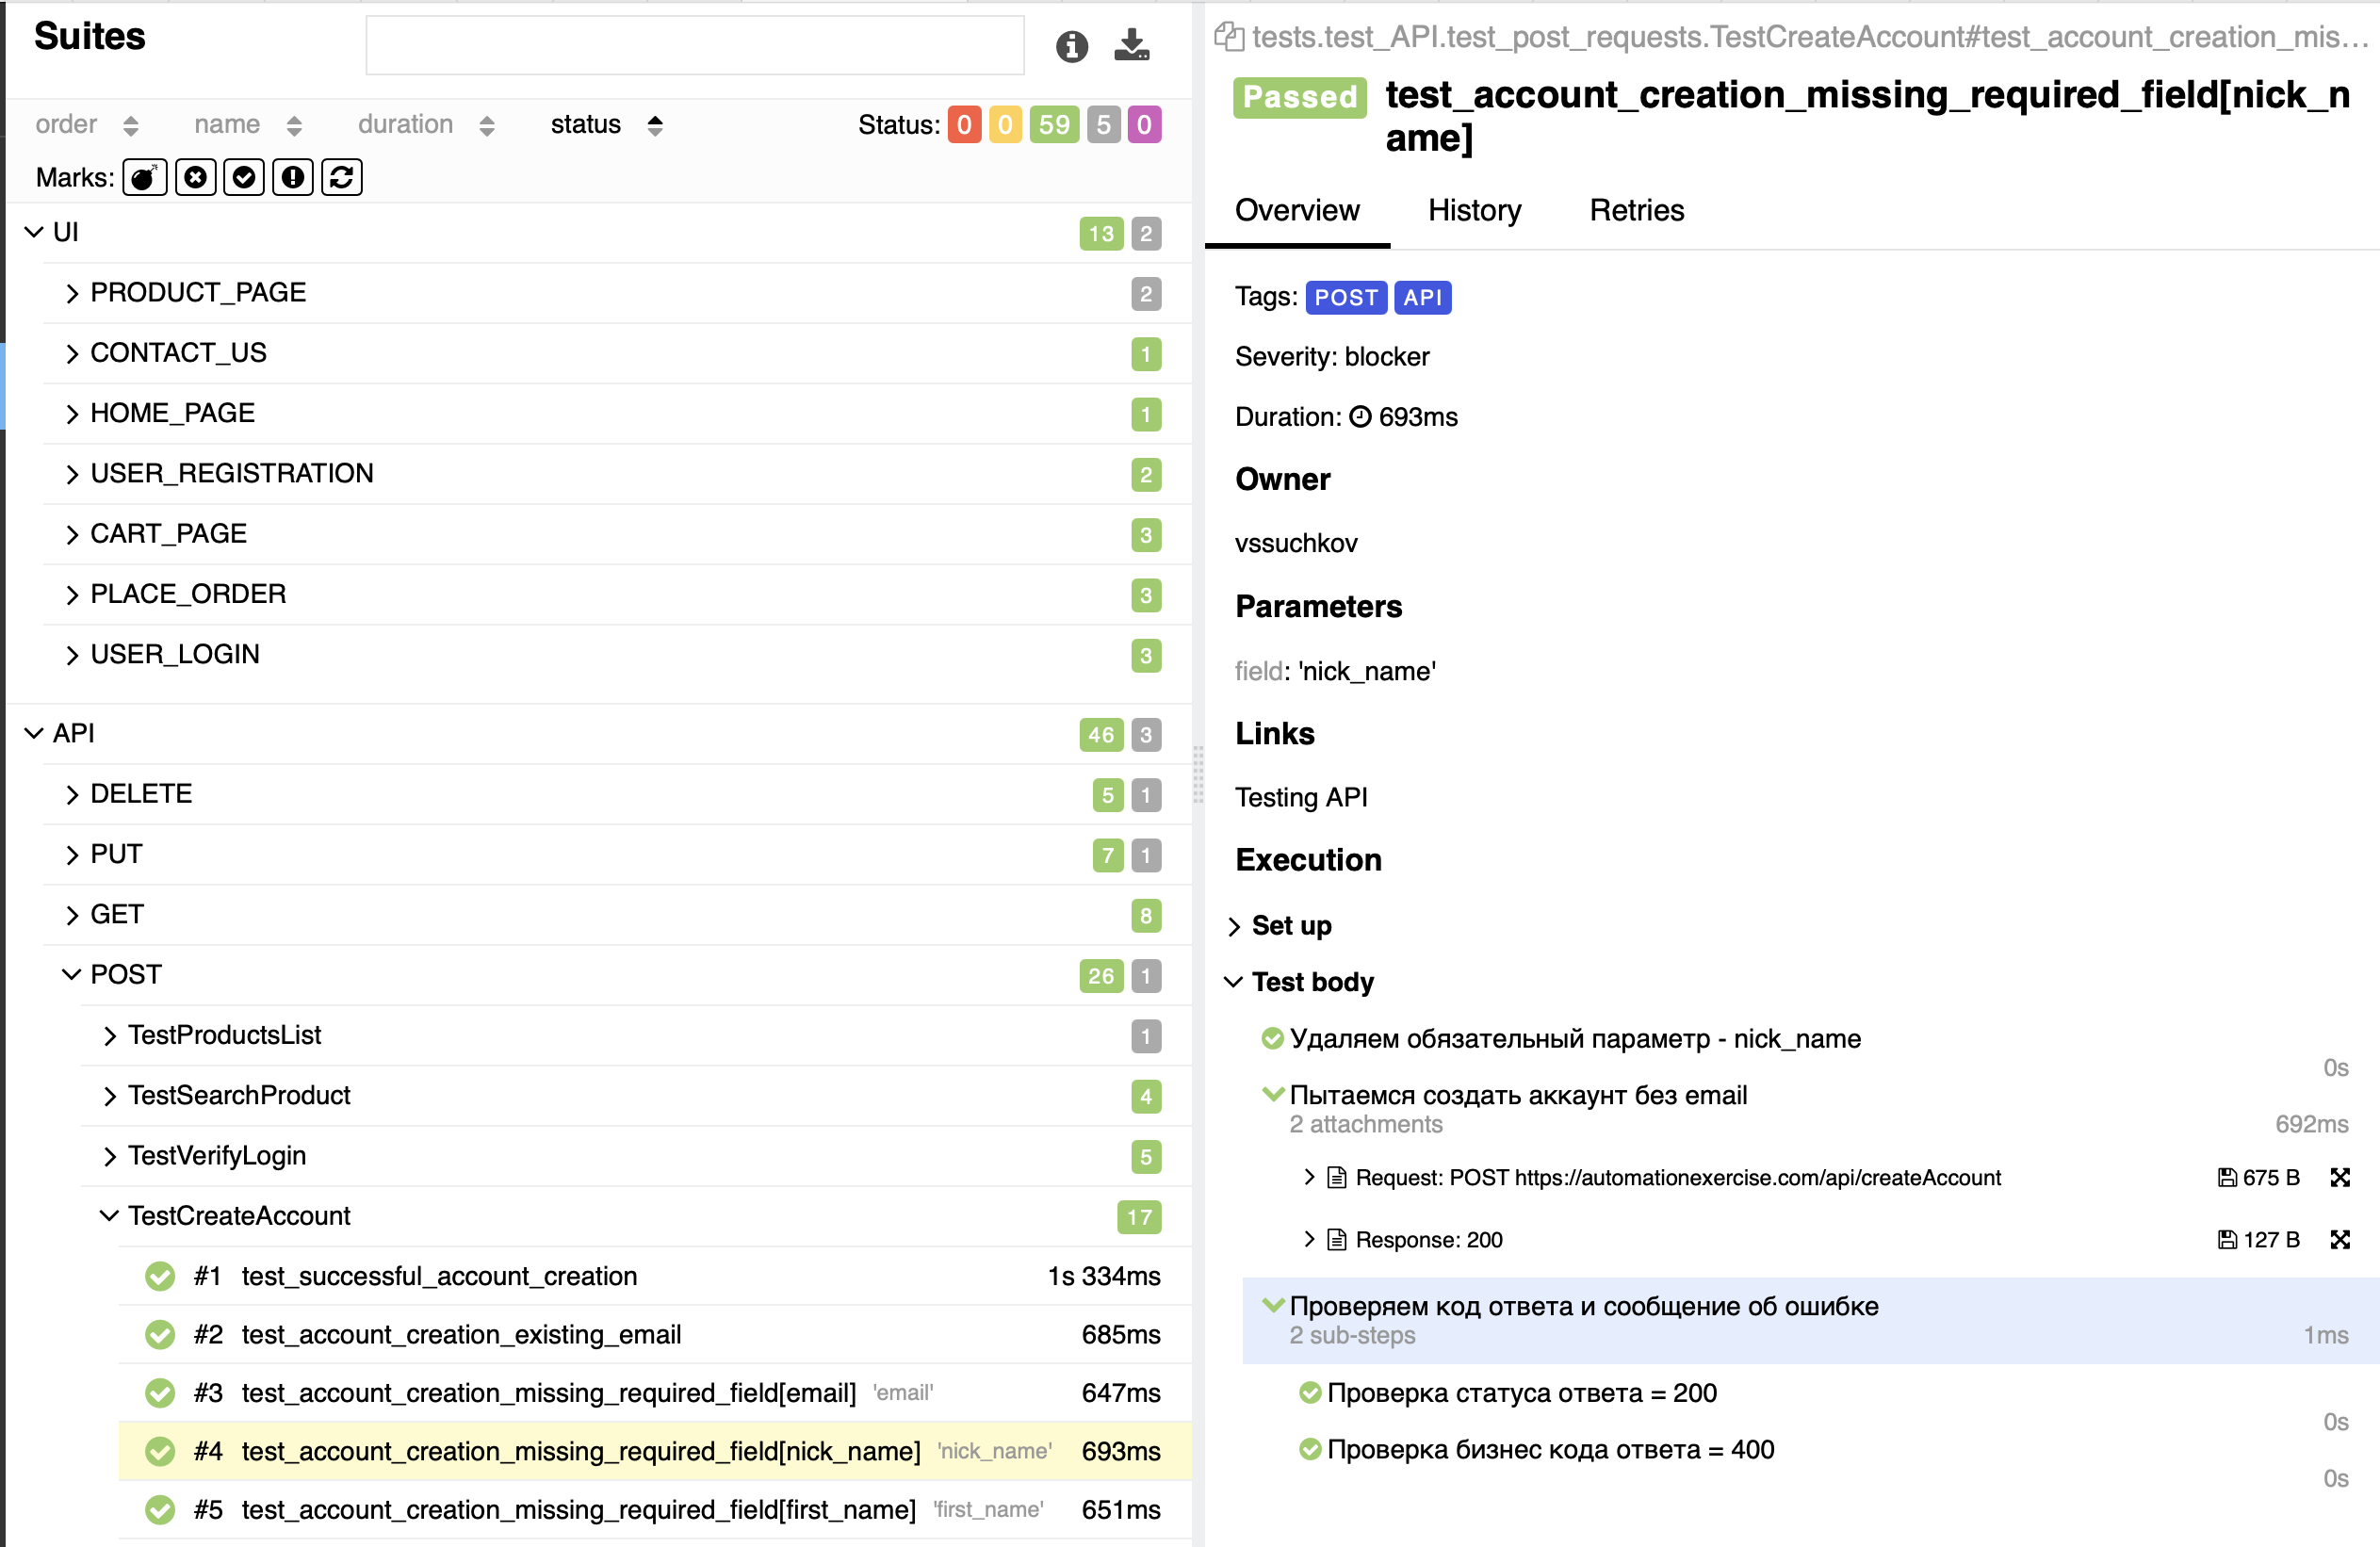 Suites
order name duration status Status: 0 0 59 5 0
Marks:
UI 13 2
PRODUCT_PAGE 2
CONTACT_US 1
HOME_PAGE 1
USER_REGISTRATION 2
CART_PAGE 3
PLACE_ORDER 3
USER_LOGIN 3
API 46 3
DELETE 5 1
PUT 7 1
GET 8
POST 26 1
TestProductsList 1
TestSearchProduct 4
TestVerifyLogin 5
TestCreateAccount 17
#1 test_successful_account_creation 1s 334ms
#2 test_account_creation_existing_email 685ms
#3 test_account_creation_missing_required_field[email] 'email' 647ms
#4 test_account_creation_missing_required_field[nick_name] 'nick_name' 693ms
#5 test_account_creation_missing_required_field[first_name] 'first_name' 651ms
tests.test_API.test_post_requests.TestCreateAccount#test_account_creation_mis...
Passed test_account_creation_missing_required_field[nick_n
ame]
Overview History Retries
Tags: POST API
Severity: blocker
Duration: 693ms
Owner
vssuchkov
Parameters
field: 'nick_name'
Links
Testing API
Execution
Set up
Test body
Удаляем обязательный параметр - nick_name
0s
Пытаемся создать аккаунт без email
2 attachments 692ms
Request: POST https://automationexercise.com/api/createAccount 675 B
Response: 200 127 B
Проверяем код ответа и сообщение об ошибке
2 sub-steps 1ms
Проверка статуса ответа = 200
0s
Проверка бизнес кода ответа = 400
0s